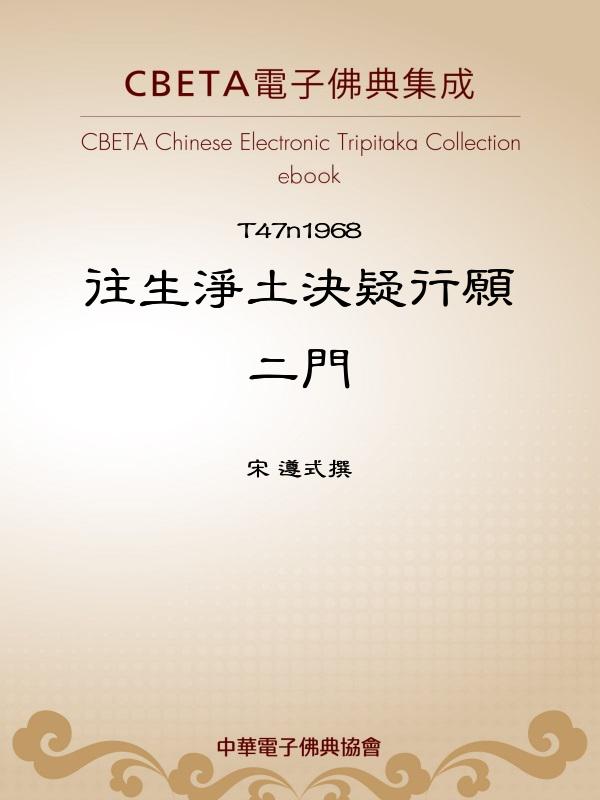 CBETA電子佛典集成
CBETA Chinese Electronic Tripitaka Collection
ebook
T47n1968
往生淨土決疑行願
二門
宋 遵式撰
中華電子佛典協會